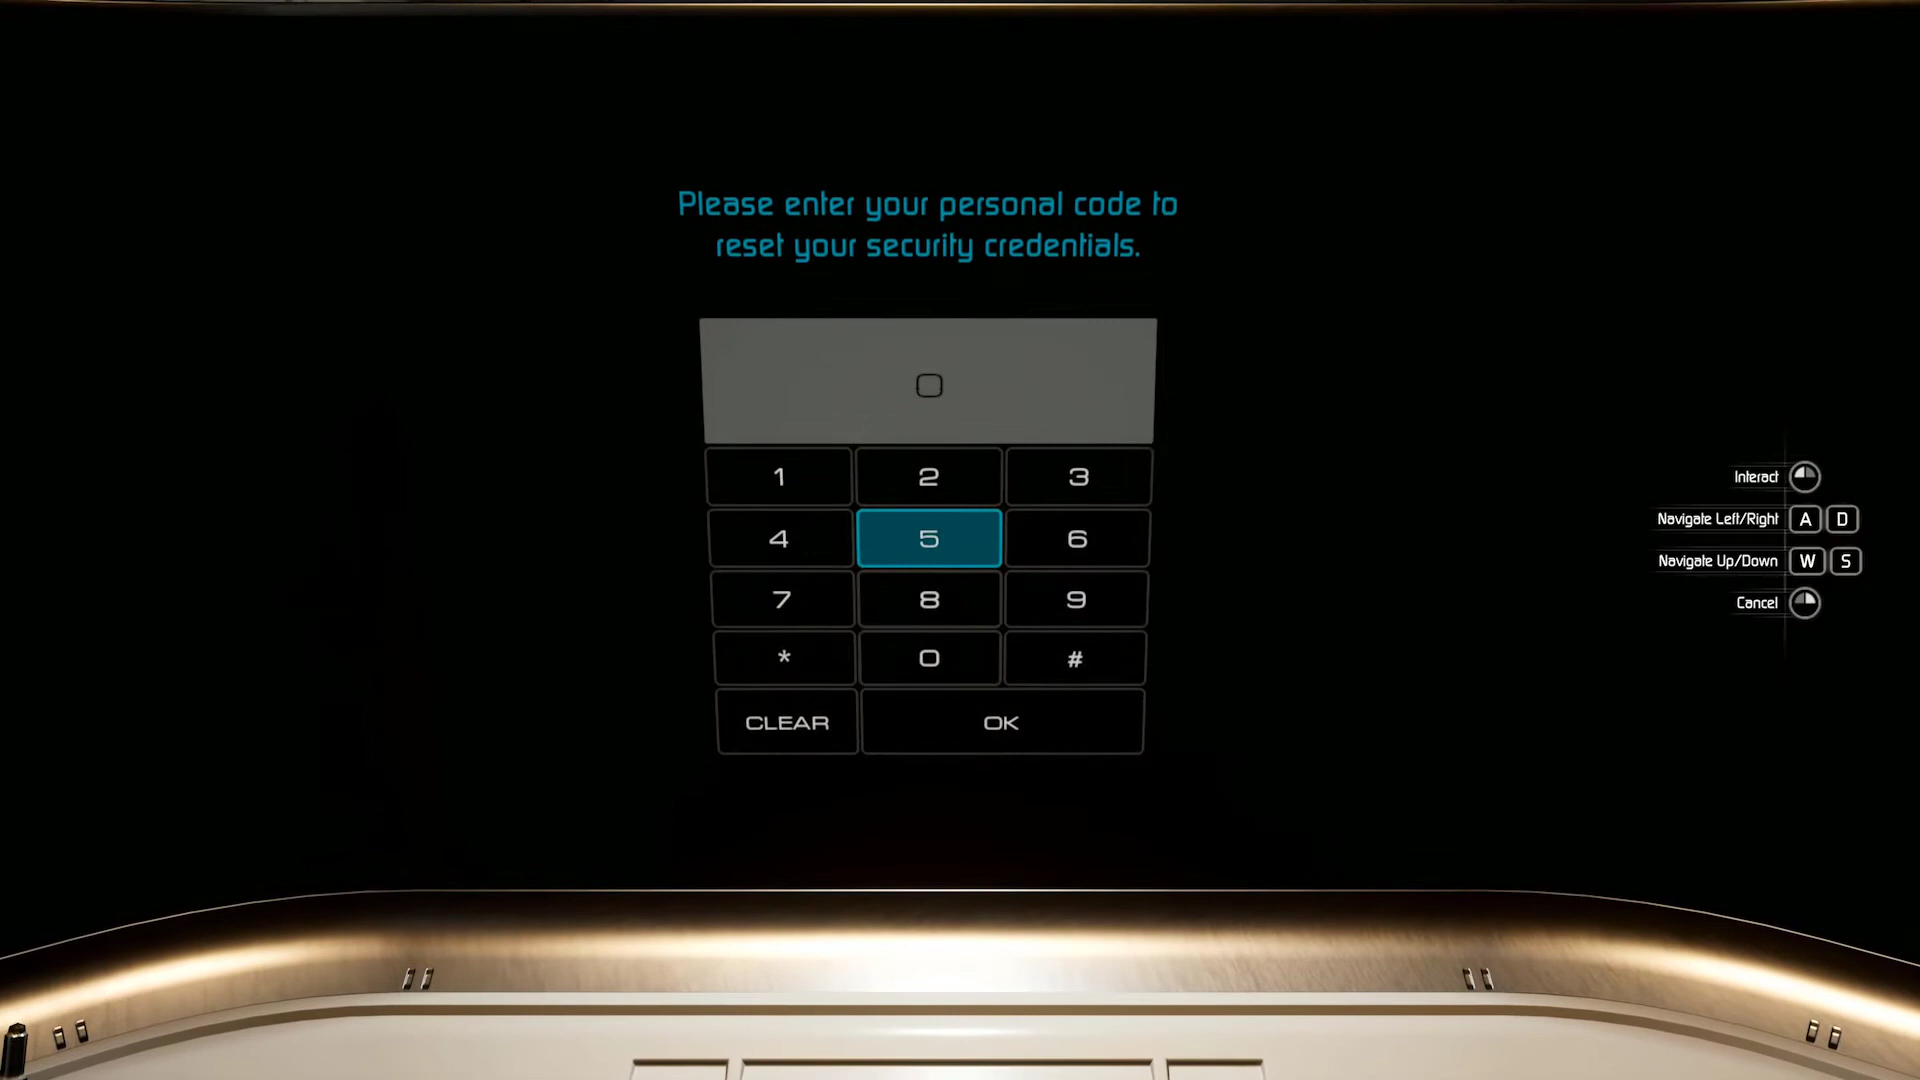 Please enter your personal code to
reset your security credentials.
1 2 3
4 5 6
7 8 9
* 0 #
CLEAR OK
Interact
Navigate Left/Right A D
Navigate Up/Down W S
Cancel